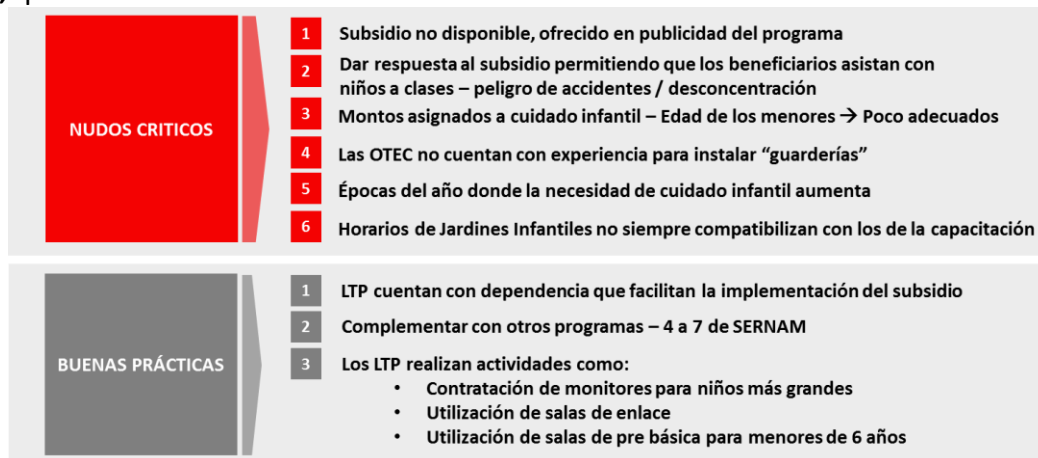 NUDOS CRITICOS
1 Subsidio no disponible, ofrecido en publicidad del programa
2 Dar respuesta al subsidio permitiendo que los beneficiarios asistan con
niños a clases – peligro de accidentes / desconcentración
3 Montos asignados a cuidado infantil – Edad de los menores → Poco adecuados
4 Las OTEC no cuentan con experiencia para instalar “guarderías”
5 Épocas del año donde la necesidad de cuidado infantil aumenta
6 Horarios de Jardines Infantiles no siempre compatibilizan con los de la capacitación
BUENAS PRÁCTICAS
1 LTP cuentan con dependencia que facilitan la implementación del subsidio
2 Complementar con otros programas – 4 a 7 de SERNAM
3 Los LTP realizan actividades como:
• Contratación de monitores para niños más grandes
• Utilización de salas de enlace
• Utilización de salas de pre básica para menores de 6 años